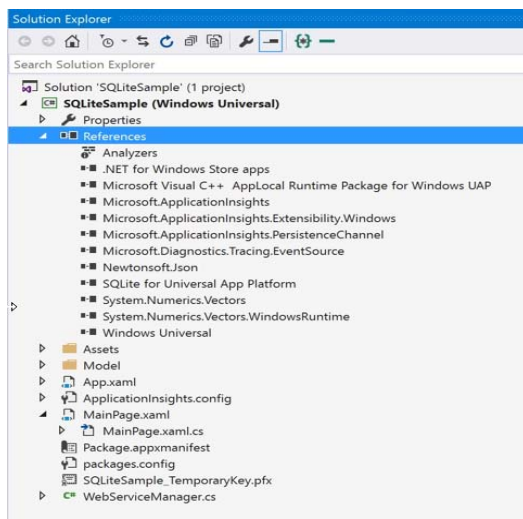 Solution Explorer
Search Solution Explorer
Solution 'SQLiteSample' (1 project)
C# SQLiteSample (Windows Universal)
Properties
References
Analyzers
.NET for Windows Store apps
Microsoft Visual C++ AppLocal Runtime Package for Windows UAP
Microsoft.ApplicationInsights
Microsoft.ApplicationInsights.Extensibility.Windows
Microsoft.ApplicationInsights.PersistenceChannel
Microsoft.Diagnostics.Tracing.EventSource
Newtonsoft.Json
SQLite for Universal App Platform
System.Numerics.Vectors
System.Numerics.Vectors.WindowsRuntime
Windows Universal
Assets
Model
App.xaml
ApplicationInsights.config
MainPage.xaml
MainPage.xaml.cs
Package.appxmanifest
packages.config
SQLiteSample_TemporaryKey.pfx
C# WebServiceManager.cs